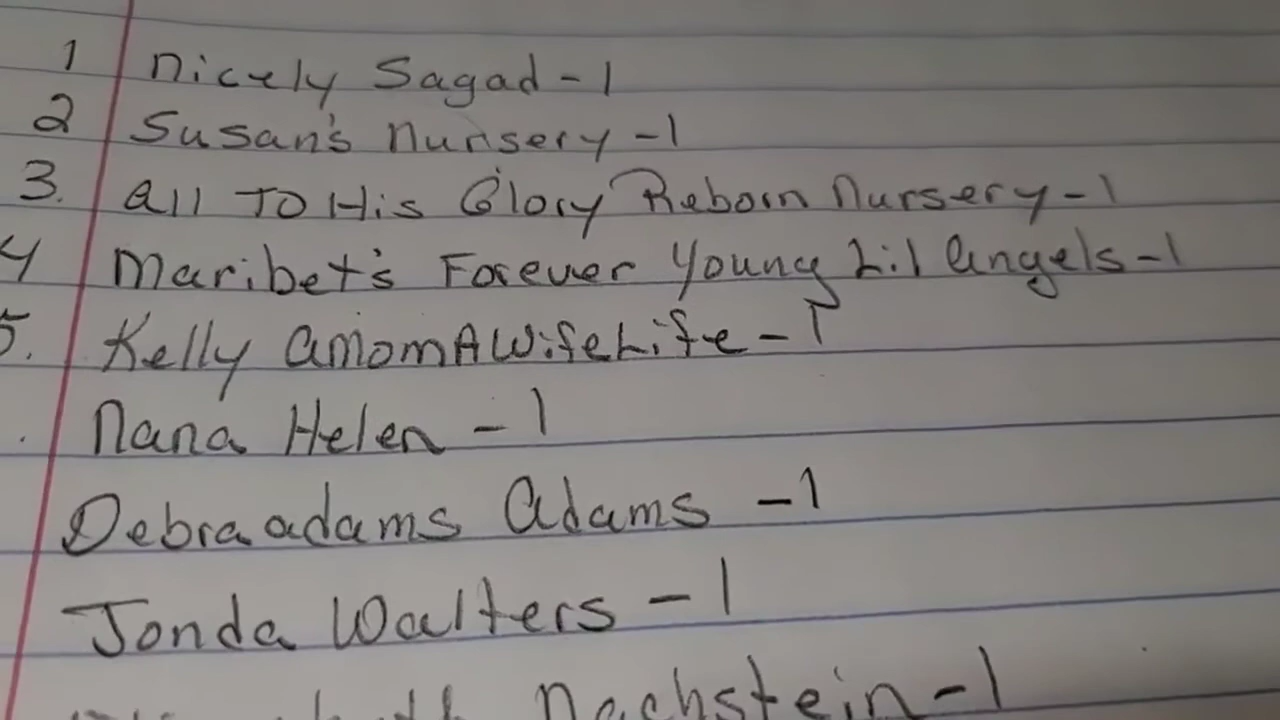 1 Nicely Sagad - 1
2 Susan's Nursery - 1
3. All To His Glory Reborn Nursery - 1
4 Maribet's Forever Young Lil Angels - 1
5. Kelly AMomAWifeLife - 1
Nana Helen - 1
Debraadams Adams - 1
Jonda Walters - 1
Nachstein - 1